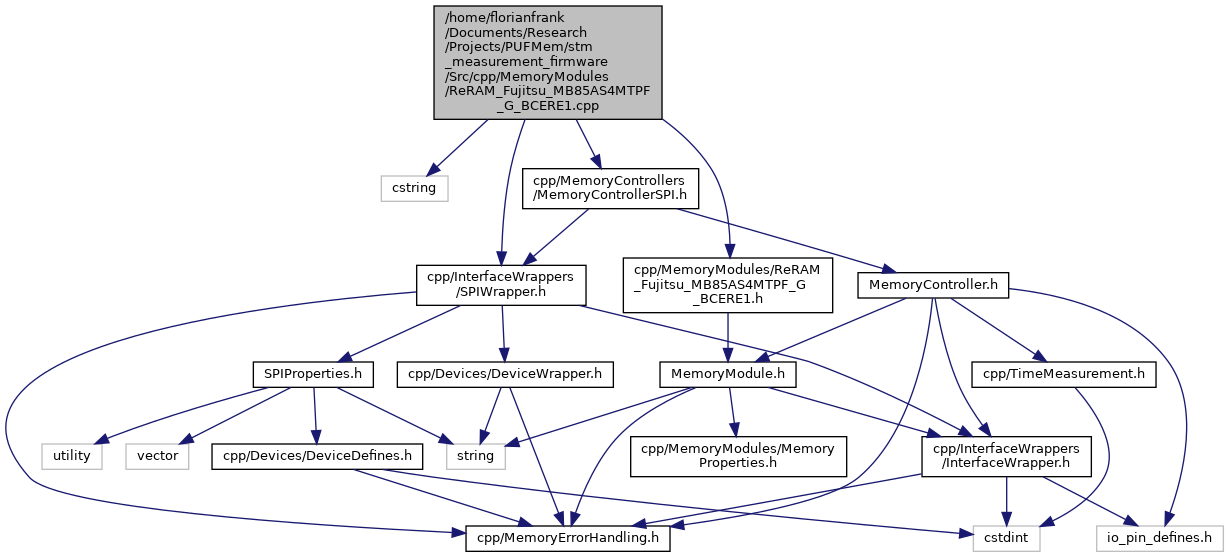 /home/florianfrank
/Documents/Research
/Projects/PUFMem/stm
_measurement_firmware
/Src/cpp/MemoryModules
/ReRAM_Fujitsu_MB85AS4MTPF
_G_BCERE1.cpp
cstring
cpp/MemoryControllers
/MemoryControllerSPI.h
cpp/InterfaceWrappers
/SPIWrapper.h
cpp/MemoryModules/ReRAM
_Fujitsu_MB85AS4MTPF_G
_BCERE1.h
MemoryController.h
SPIProperties.h
cpp/Devices/DeviceWrapper.h
MemoryModule.h
cpp/TimeMeasurement.h
utility
vector
cpp/Devices/DeviceDefines.h
string
cpp/MemoryModules/Memory
Properties.h
cpp/InterfaceWrappers
/InterfaceWrapper.h
cpp/MemoryErrorHandling.h
cstdint
io_pin_defines.h